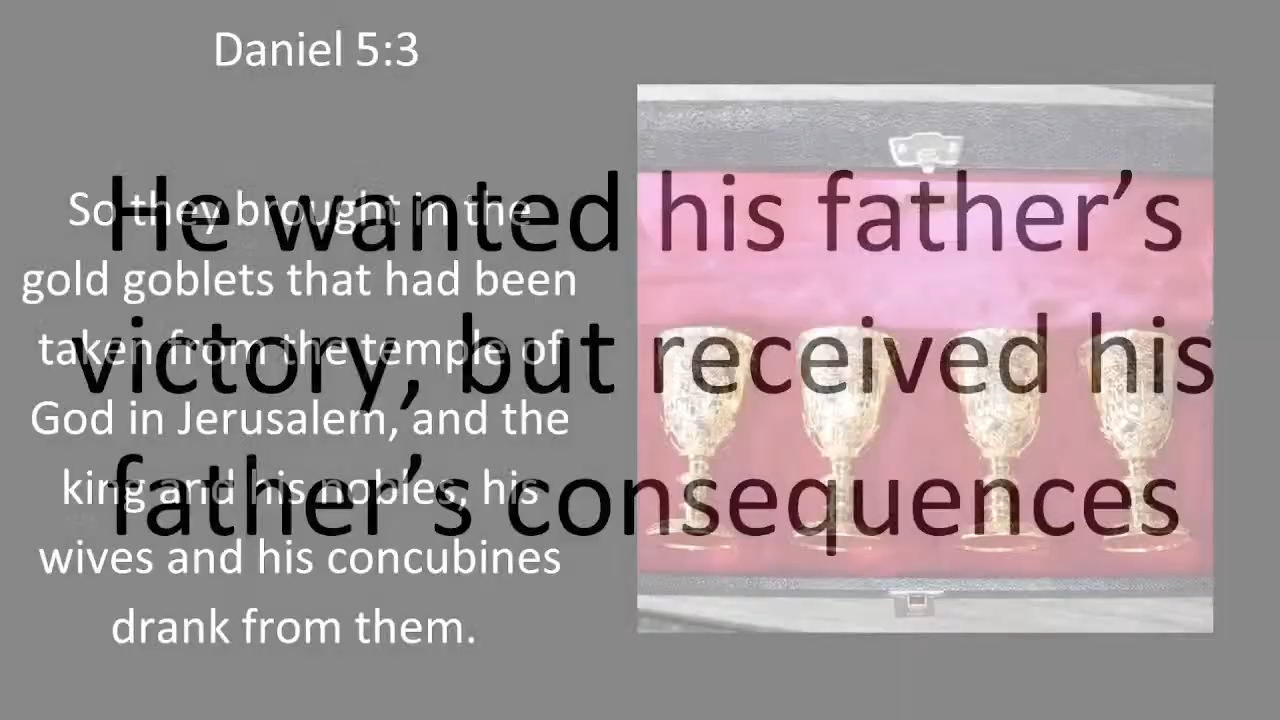 Daniel 5:3
So they brought in the
gold goblets that had been
taken from the temple of
God in Jerusalem, and the
king and his nobles, his
wives and his concubines
drank from them.
He wanted his father’s
victory, but received his
father’s consequences